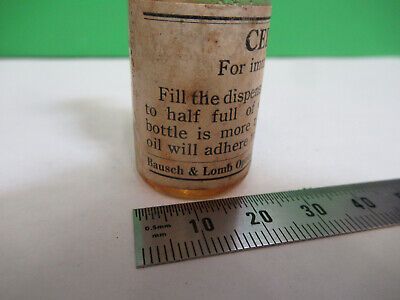 CE
For im
Fill the dispens
to half full of
bottle is more
oil will adhere
Bausch & Lomb O
0.5mm
mm
10 20 30 40